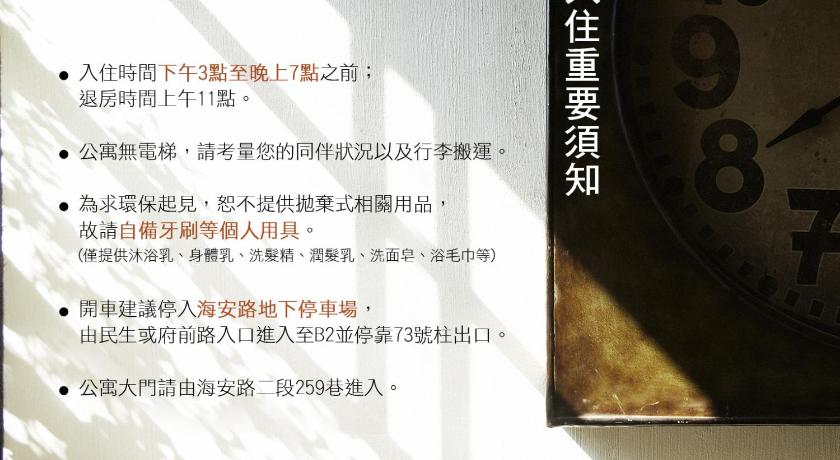 入住重要須知
入住時間下午3點至晚上7點之前；
退房時間上午11點。
公寓無電梯，請考量您的同伴狀況以及行李搬運。
為求環保起見，恕不提供拋棄式相關用品，
故請自備牙刷等個人用具。
(僅提供沐浴乳、身體乳、洗髮精、潤髮乳、洗面皂、浴毛巾等)
開車建議停入海安路地下停車場，
由民生或府前路入口進入至B2並停靠73號柱出口。
公寓大門請由海安路二段259巷進入。
9
8
7